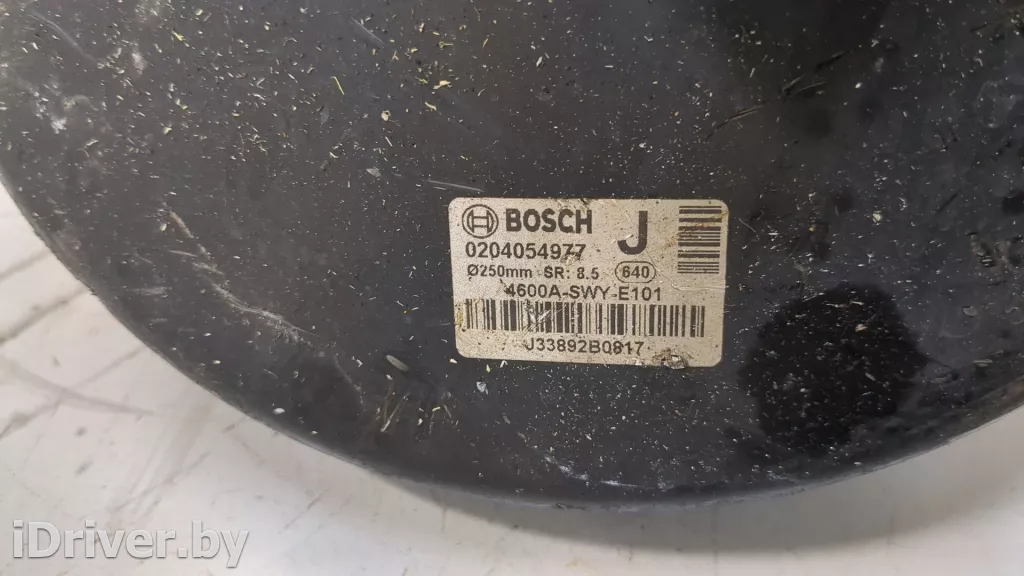 BOSCH J
0204054977
Ø250mm SR: 8.5 640
4600A-SWY-E101
J33892B0817
iDriver.by